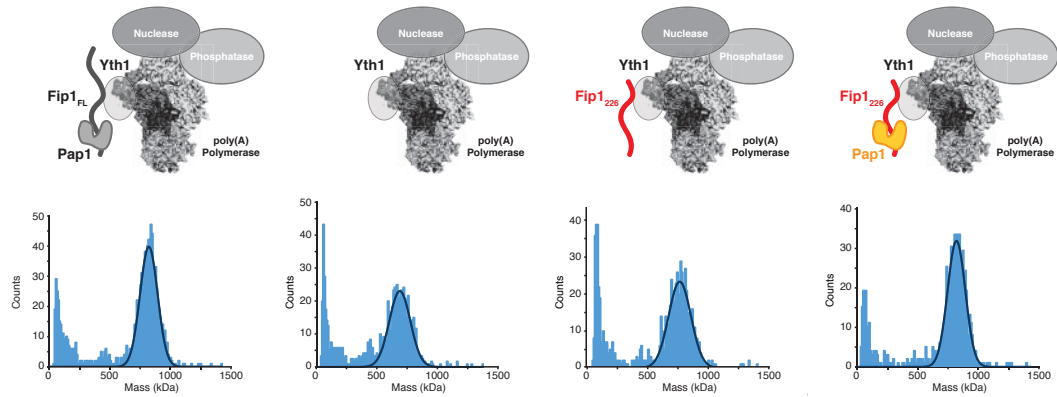 Nuclease
Phosphatase
Yth1
Fip1FL
Pap1
poly(A)
Polymerase
Nuclease
Phosphatase
Yth1
poly(A)
Polymerase
Nuclease
Phosphatase
Yth1
Fip1226
poly(A)
Polymerase
Nuclease
Phosphatase
Yth1
Fip1226
Pap1
poly(A)
Polymerase
50
40
30
20
10
0
Counts
0 500 1000 1500
Mass (kDa)
50
40
30
20
10
0
Counts
0 500 1000 1500
Mass (kDa)
40
30
20
10
0
Counts
0 500 1000 1500
Mass (kDa)
40
30
20
10
0
Counts
0 500 1000 1500
Mass (kDa)